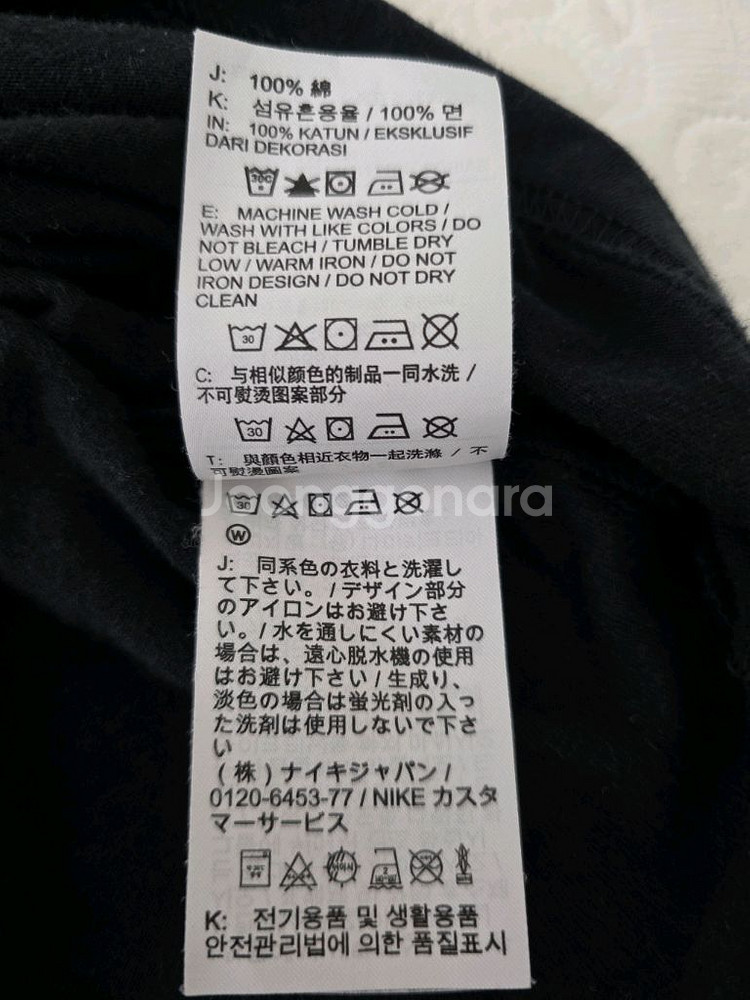 J: 100% 綿
K: 섬유혼용율 / 100% 면
IN: 100% KATUN / EKSKLUSIF
DARI DEKORASI
30C
E: MACHINE WASH COLD /
WASH WITH LIKE COLORS / DO
NOT BLEACH / TUMBLE DRY
LOW / WARM IRON / DO NOT
IRON DESIGN / DO NOT DRY
CLEAN
30
C: 与相似颜色的制品一同水洗 /
不可熨烫图案部分
30
T: 與顏色相近衣物一起洗滌 / 不
可熨燙圖案
Joonggonara
30
W
J: 同系色の衣料と洗濯し
て下さい。 / デザイン部分
のアイロンはお避け下さ
い。 / 水を通しにくい素材の
場合は、遠心脱水機の使用
はお避け下さい / 生成り、
淡色の場合は蛍光剤の入っ
た洗剤は使用しないで下さ
い
(株)ナイキジャパン /
0120-6453-77 / NIKE カスタ
マーサービス
K: 전기용품 및 생활용품
안전관리법에 의한 품질표시